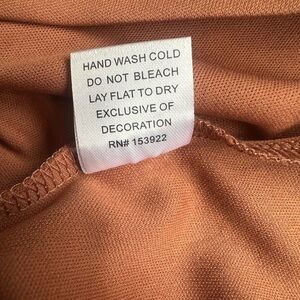 HAND WASH COLD
DO NOT BLEACH
LAY FLAT TO DRY
EXCLUSIVE OF
DECORATION
RN# 153922